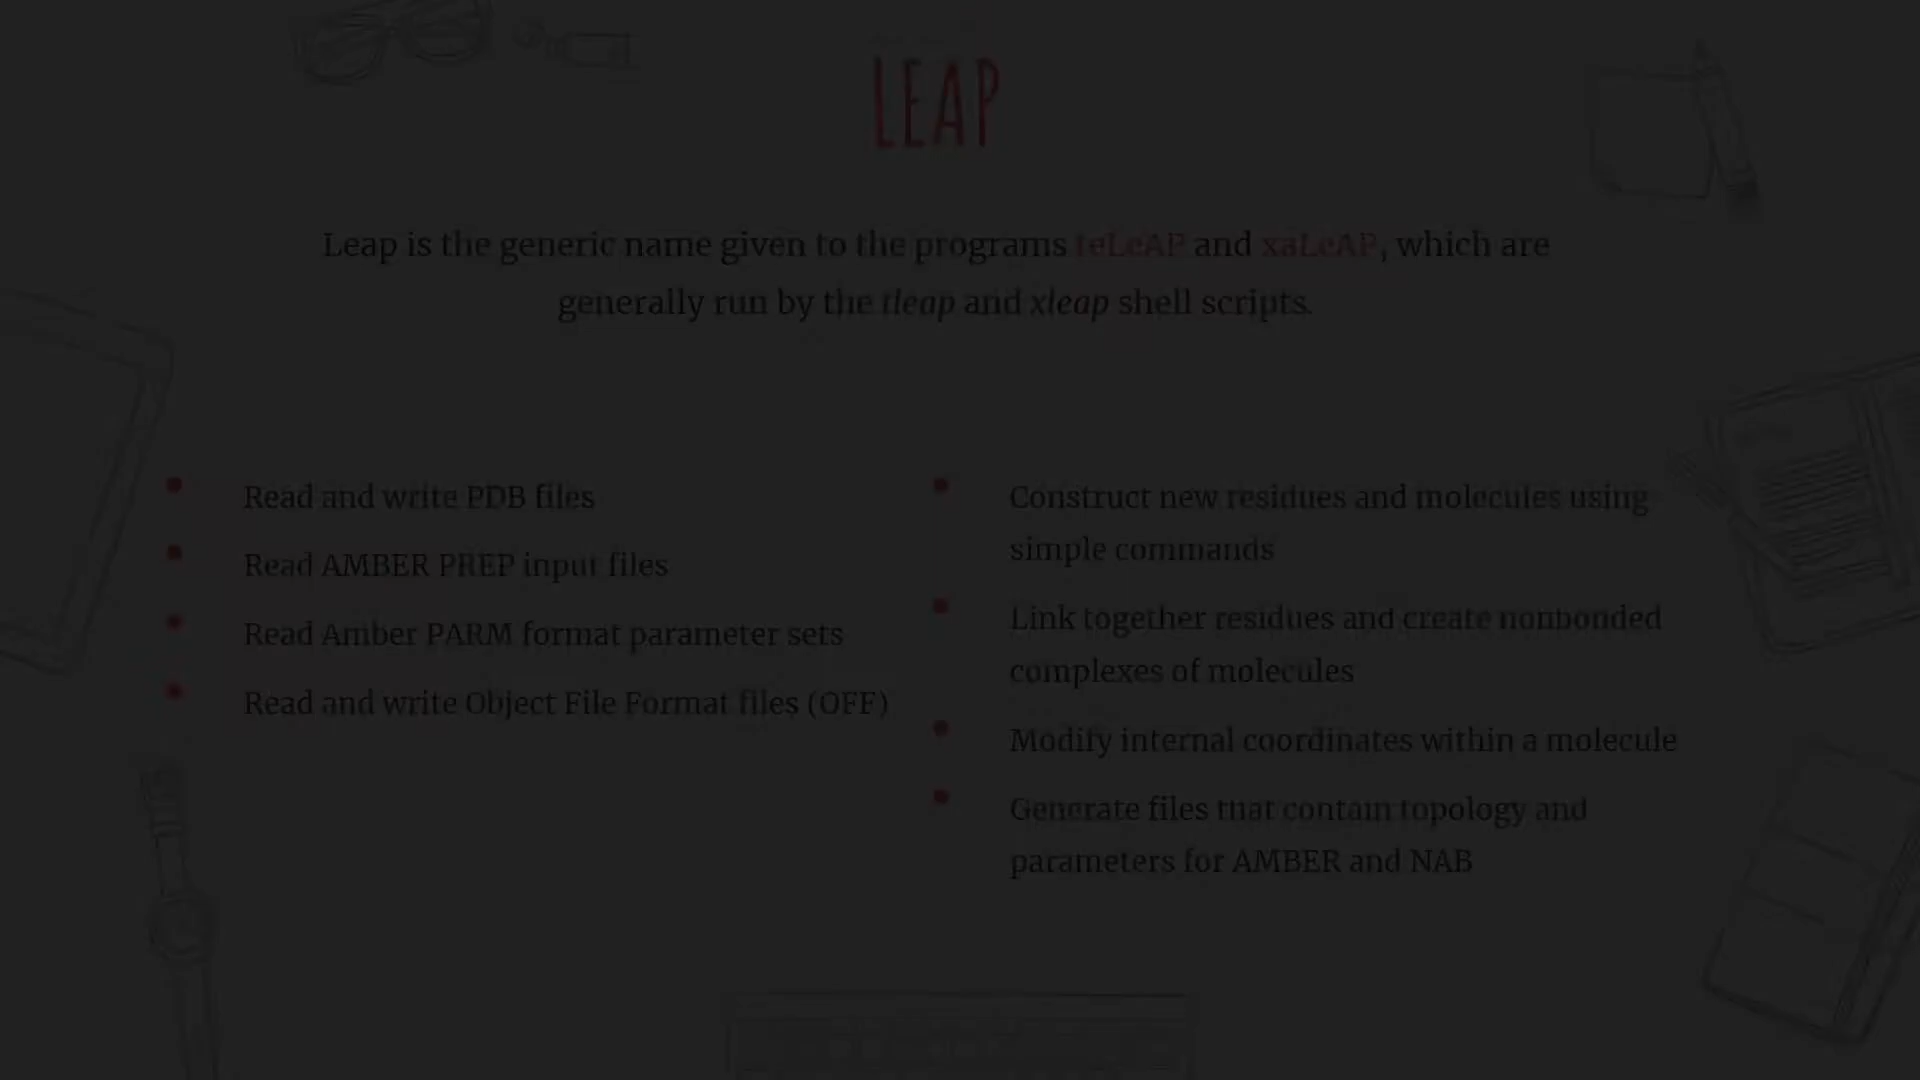 LEAP
Leap is the generic name given to the programs teLeAP and xaLeAP, which are
generally run by the tleap and xleap shell scripts.
Read and write PDB files
Read AMBER PREP input files
Read Amber PARM format parameter sets
Read and write Object File Format files (OFF)
Construct new residues and molecules using
simple commands
Link together residues and create nonbonded
complexes of molecules
Modify internal coordinates within a molecule
Generate files that contain topology and
parameters for AMBER and NAB